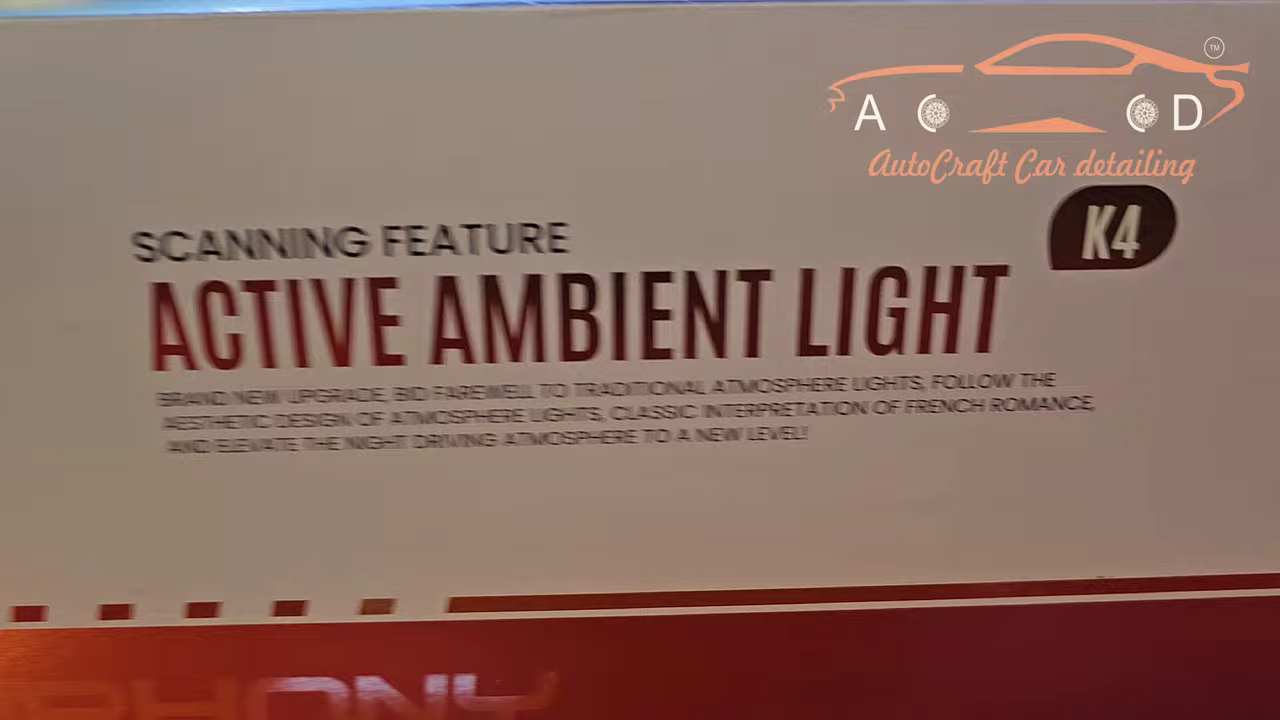 TM
A C C D
AutoCraft Car detailing
K4
SCANNING FEATURE
ACTIVE AMBIENT LIGHT
BRAND NEW UPGRADE. BID FAREWELL TO TRADITIONAL ATMOSPHERE LIGHTS, FOLLOW THE
AESTHETIC DESIGN OF ATMOSPHERE LIGHTS, CLASSIC INTERPRETATION OF FRENCH ROMANCE,
AND ELEVATE THE NIGHT DRIVING ATMOSPHERE TO A NEW LEVEL!
PHONY